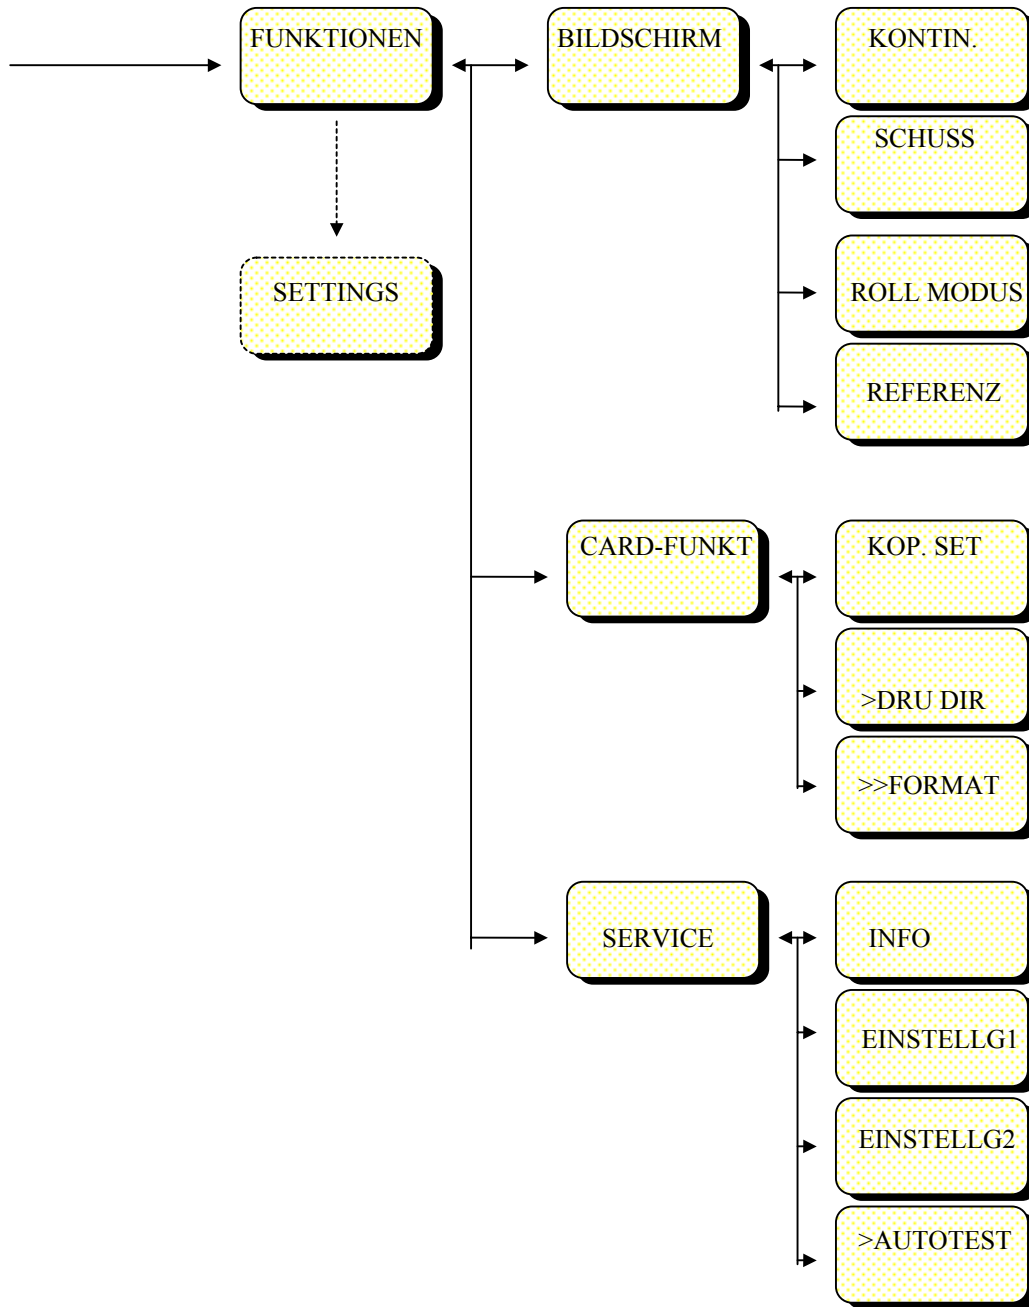 FUNKTIONEN
BILDSCHIRM
KONTIN.
SCHUSS
SETTINGS
ROLL MODUS
REFERENZ
CARD-FUNKT
KOP. SET
>DRU DIR
>>FORMAT
SERVICE
INFO
EINSTELLG1
EINSTELLG2
>AUTOTEST